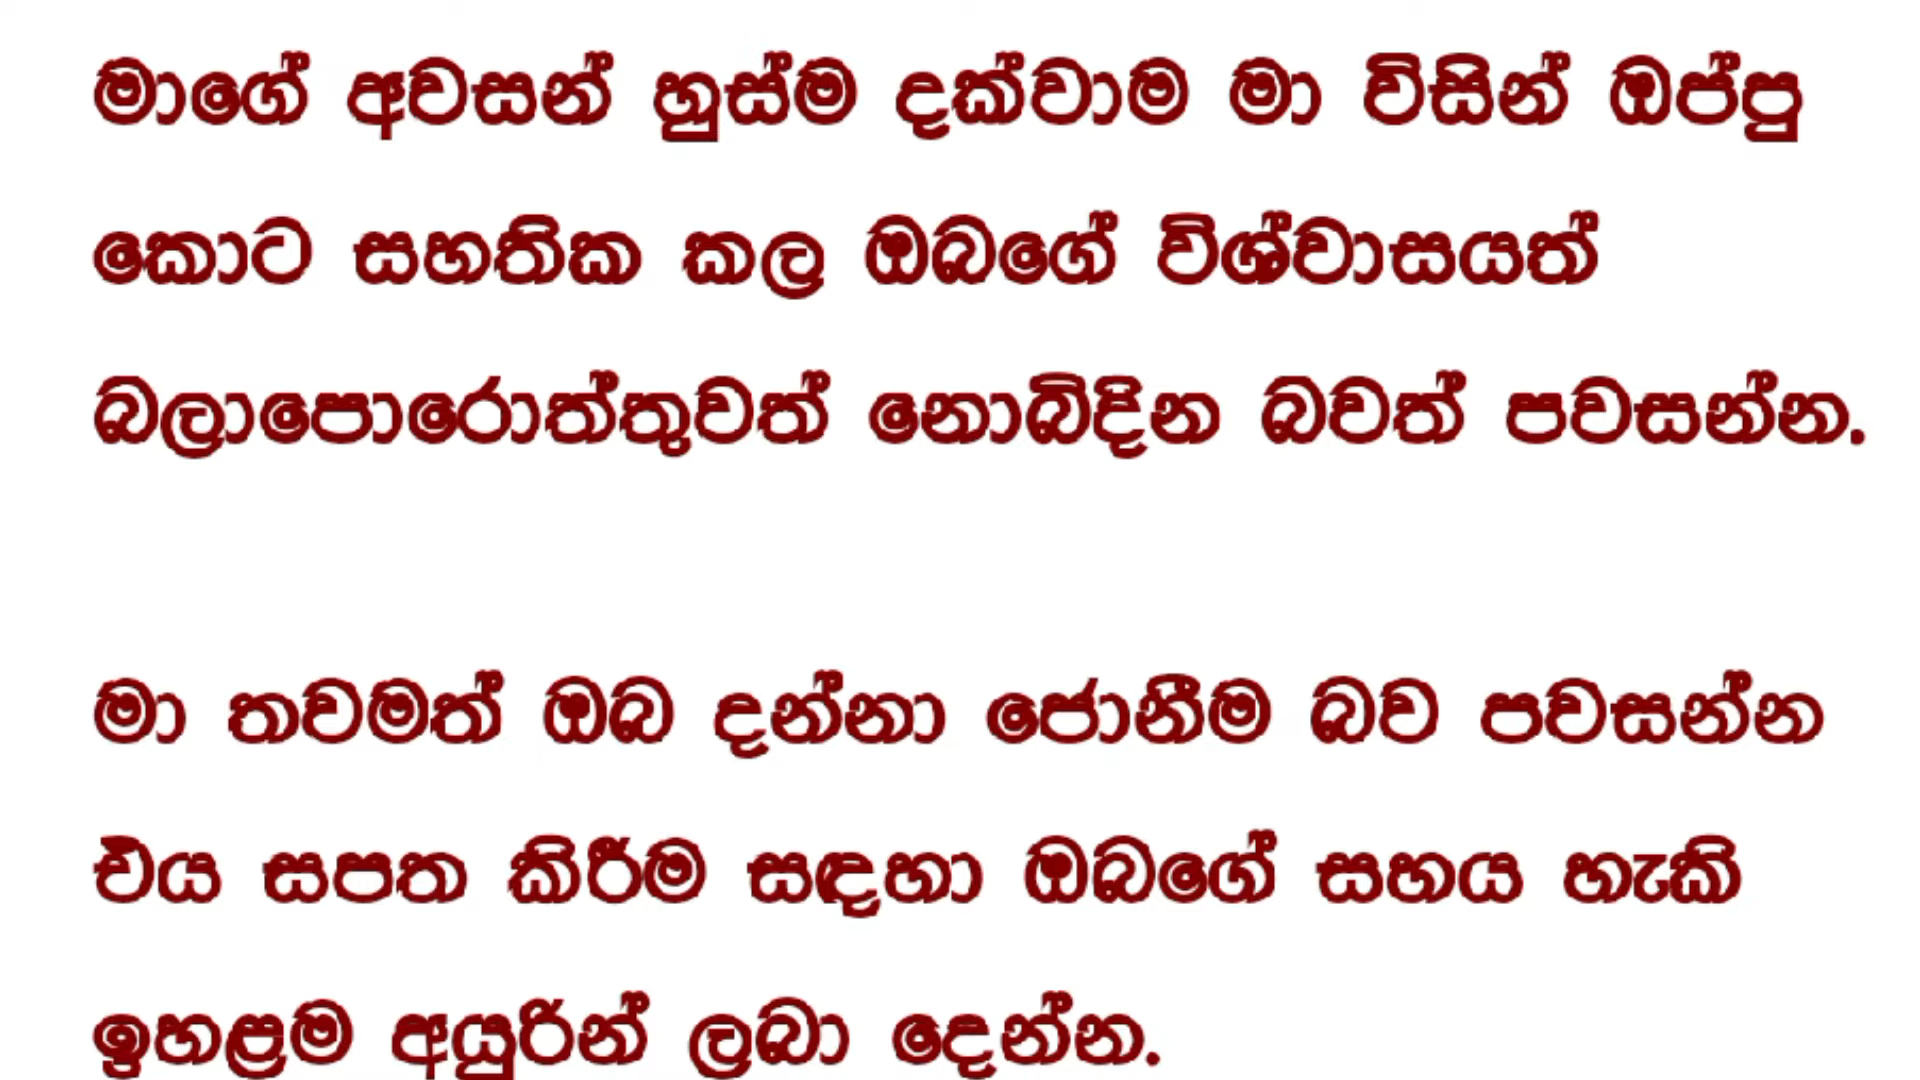 මාගේ අවසන් හුස්ම දක්වාම මා විසින් ඔප්පු
කොට සහතික කල ඔබගේ විශ්වාසයත්
බලාපොරොත්තුවත් නොබිදින බවත් පවසන්න.
මා තවමත් ඔබ දන්නා ජොනීම බව පවසන්න
එය සපත කිරීම සඳහා ඔබගේ සහය හැකි
ඉහළම අයුරින් ලබා දෙන්න.